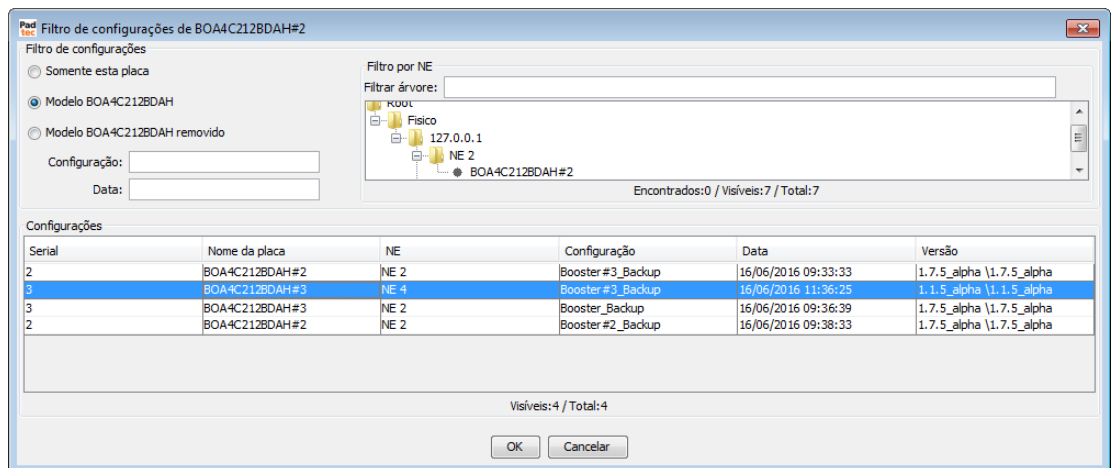 Pad tec Filtro de configurações de BOA4C212BDAH#2
Filtro de configurações
Somente esta placa
Modelo BOA4C212BDAH
Modelo BOA4C212BDAH removido
Configuração:
Data:
Filtro por NE
Filtrar árvore:
Root
Fisico
127.0.0.1
NE 2
BOA4C212BDAH#2
Encontrados:0 / Visíveis:7 / Total:7
Configurações
Serial Nome da placa NE Configuração Data Versão
2 BOA4C212BDAH#2 NE 2 Booster#3_Backup 16/06/2016 09:33:33 1.7.5_alpha \1.7.5_alpha
3 BOA4C212BDAH#3 NE 4 Booster#3_Backup 16/06/2016 11:36:25 1.1.5_alpha \1.1.5_alpha
3 BOA4C212BDAH#3 NE 2 Booster_Backup 16/06/2016 09:36:39 1.7.5_alpha \1.7.5_alpha
2 BOA4C212BDAH#2 NE 2 Booster#2_Backup 16/06/2016 09:38:33 1.7.5_alpha \1.7.5_alpha
Visíveis:4 / Total:4
OK Cancelar